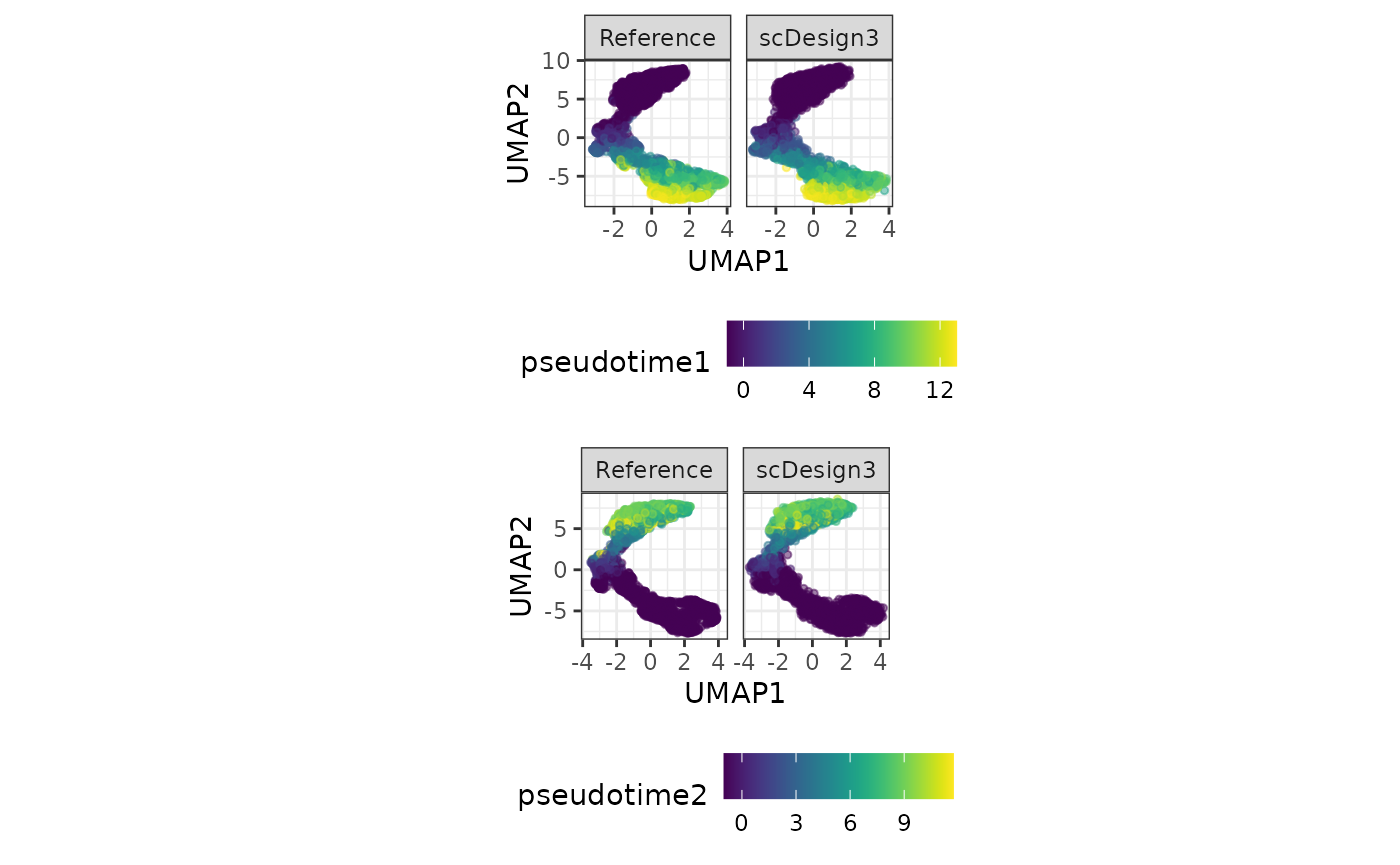 Reference scDesign3
10
5
0
-5
UMAP2
-2 0 2 4 -2 0 2 4
UMAP1
pseudotime1
0 4 8 12
Reference scDesign3
5
0
-5
UMAP2
-4 -2 0 2 4 -4 -2 0 2 4
UMAP1
pseudotime2
0 3 6 9